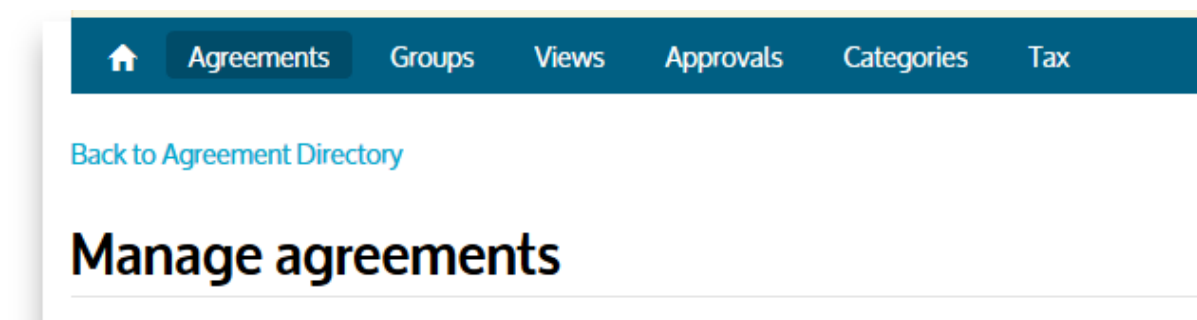 Agreements Groups Views Approvals Categories Tax
Back to Agreement Directory
Manage agreements